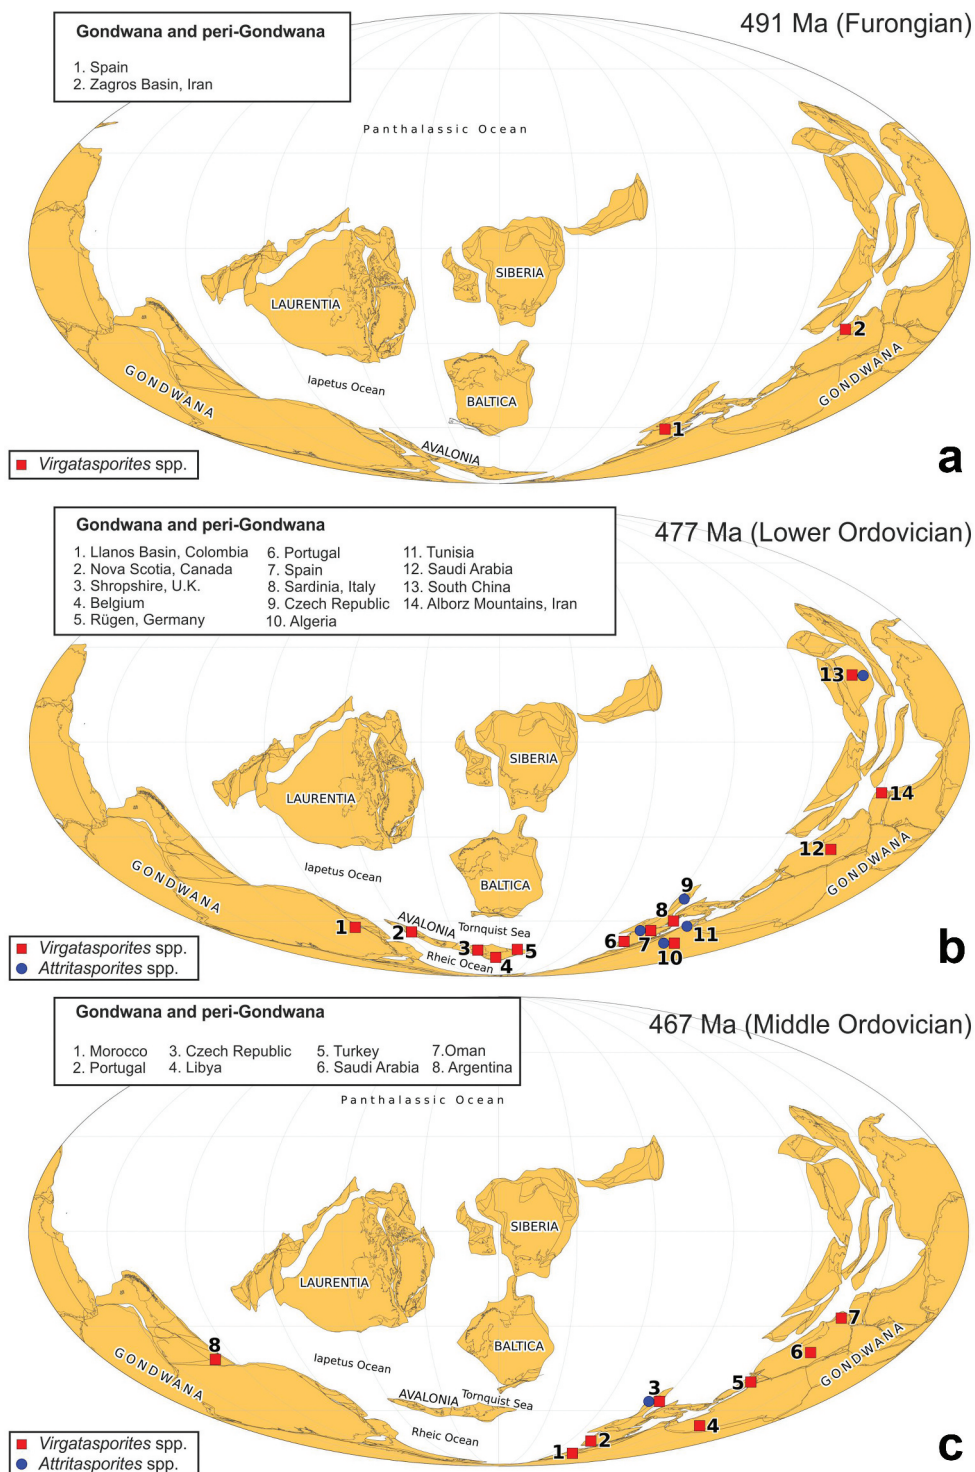 491 Ma (Furongian)
Gondwana and peri-Gondwana
1. Spain
2. Zagros Basin, Iran
Panthalassic Ocean
SIBERIA
LAURENTIA
2
GONDWANA
GONDWANA
Iapetus Ocean
BALTICA
1
AVALONIA
a
Virgatasporites spp.
477 Ma (Lower Ordovician)
Gondwana and peri-Gondwana
1. Llanos Basin, Colombia
2. Nova Scotia, Canada
3. Shropshire, U.K.
4. Belgium
5. Rügen, Germany
6. Portugal
7. Spain
8. Sardinia, Italy
9. Czech Republic
10. Algeria
11. Tunisia
12. Saudi Arabia
13. South China
14. Alborz Mountains, Iran
13
SIBERIA
LAURENTIA
14
12
GONDWANA
GONDWANA
Iapetus Ocean
BALTICA
9
8
AVALONIA
Tornquist Sea
1
2
11
6
7
3
5
10
4
Rheic Ocean
b
Virgatasporites spp.
Attritasporites spp.
467 Ma (Middle Ordovician)
Gondwana and peri-Gondwana
1. Morocco
2. Portugal
3. Czech Republic
4. Libya
5. Turkey
6. Saudi Arabia
7.Oman
8. Argentina
Panthalassic Ocean
SIBERIA
LAURENTIA
7
8
6
GONDWANA
GONDWANA
Iapetus Ocean
BALTICA
5
3
AVALONIA
Tornquist Sea
4
Rheic Ocean
2
1
c
Virgatasporites spp.
Attritasporites spp.